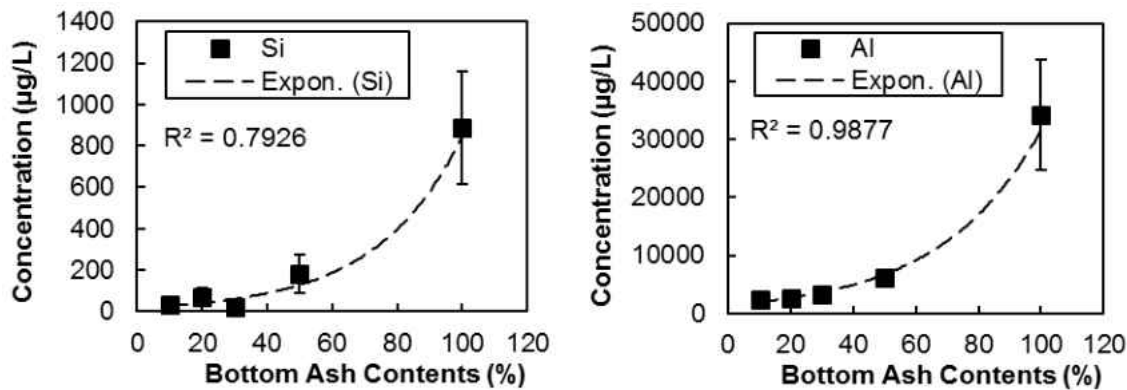 Concentration (µg/L)
1400
1200
1000
800
600
400
200
0
Si
Expon. (Si)
R² = 0.7926
0 20 40 60 80 100 120
Bottom Ash Contents (%)
Concentration (µg/L)
50000
40000
30000
20000
10000
0
Al
Expon. (Al)
R² = 0.9877
0 20 40 60 80 100 120
Bottom Ash Contents (%)